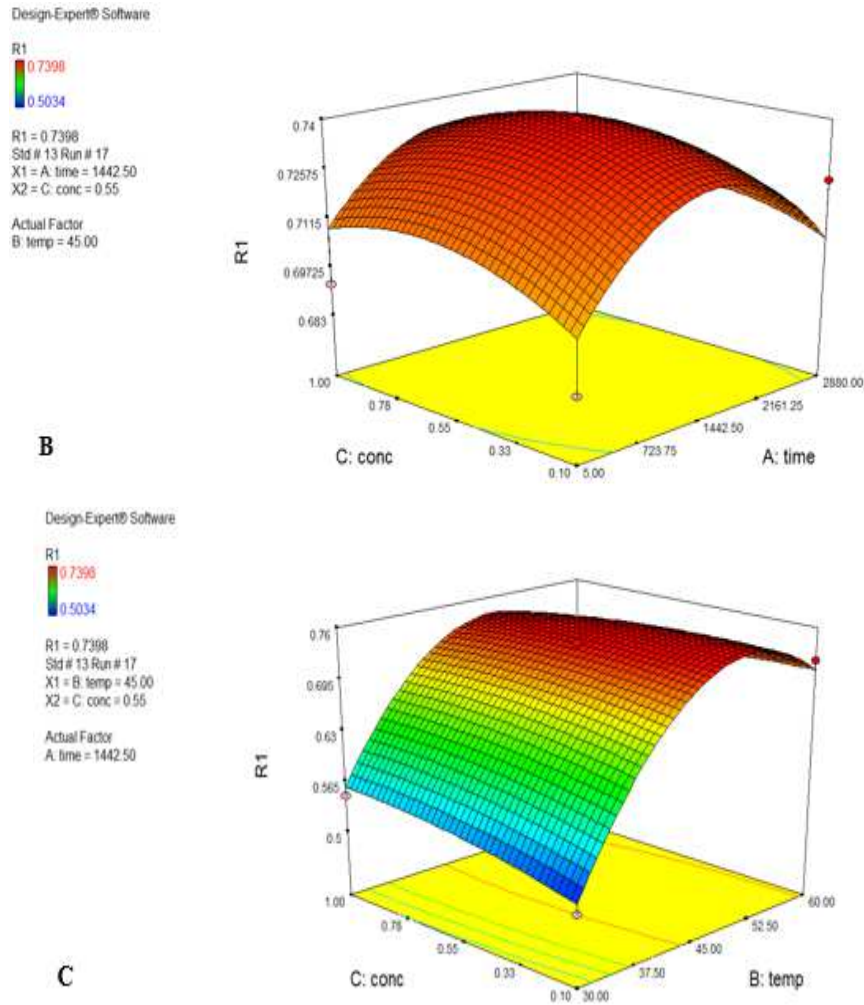 Design-Expert® Software
R1
0.7398
0.5034
R1 = 0.7398
Std # 13 Run # 17
X1 = A: time = 1442.50
X2 = C: conc = 0.55
Actual Factor
B: temp = 45.00
0.74
0.72575
0.7115
0.69725
0.683
R1
1.00
0.78
0.55
0.33
0.10
5.00
723.75
1442.50
2161.25
2880.00
C: conc
A: time
B
Design-Expert® Software
R1
0.7398
0.5034
R1 = 0.7398
Std # 13 Run # 17
X1 = B: temp = 45.00
X2 = C: conc = 0.55
Actual Factor
A: time = 1442.50
0.76
0.695
0.63
0.565
0.5
R1
1.00
0.78
0.55
0.33
0.10
30.00
37.50
45.00
52.50
60.00
C: conc
B: temp
C